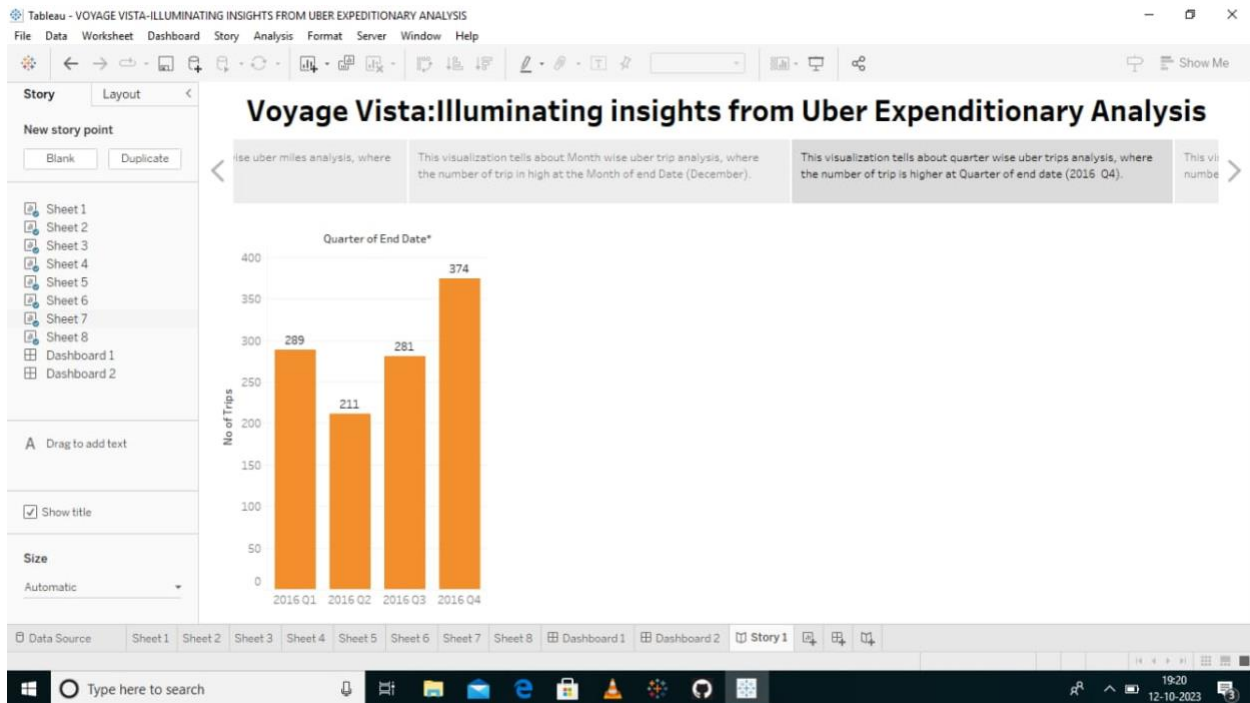 Tableau - VOYAGE VISTA-ILLUMINATING INSIGHTS FROM UBER EXPEDITIONARY ANALYSIS
File Data Worksheet Dashboard Story Analysis Format Server Window Help
Show Me
Story Layout
New story point
Blank Duplicate
Sheet 1
Sheet 2
Sheet 3
Sheet 4
Sheet 5
Sheet 6
Sheet 7
Sheet 8
Dashboard 1
Dashboard 2
A Drag to add text
Show title
Size
Automatic
Voyage Vista:Illuminating insights from Uber Expenditionary Analysis
ise uber miles analysis, where
This visualization tells about Month wise uber trip analysis, where
the number of trip in high at the Month of end Date (December).
This visualization tells about quarter wise uber trips analysis, where
the number of trip is higher at Quarter of end date (2016 Q4).
This vi
numbe
Quarter of End Date*
No of Trips
400
350
300
250
200
150
100
50
0
289
211
281
374
2016 Q1 2016 Q2 2016 Q3 2016 Q4
Data Source Sheet 1 Sheet 2 Sheet 3 Sheet 4 Sheet 5 Sheet 6 Sheet 7 Sheet 8 Dashboard 1 Dashboard 2 Story 1
Type here to search
19:20
12-10-2023
3